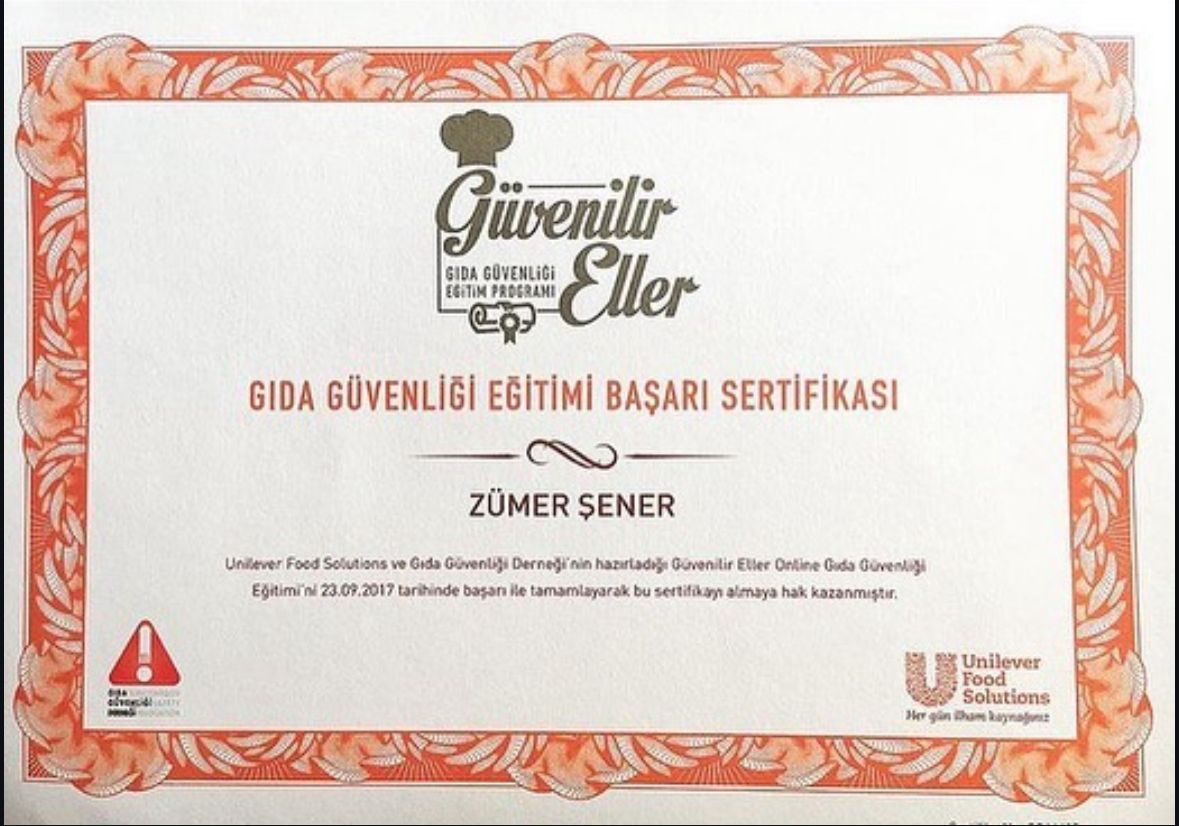 Güvenilir
Eller
GIDA GÜVENLİĞİ
EĞİTİM PROGRAMI
GIDA GÜVENLİĞİ EĞİTİMİ BAŞARI SERTİFİKASI
ZÜMER ŞENER
Unilever Food Solutions ve Gıda Güvenliği Derneği'nin hazırladığı Güvenilir Eller Online Gıda Güvenliği
Eğitimi'ni 23.09.2017 tarihinde başarı ile tamamlayarak bu sertifikayı almaya hak kazanmıştır.
GIDA
GÜVENLİĞİ
DERNEĞİ
Unilever
Food
Solutions
Her gün ilham kaynağınız